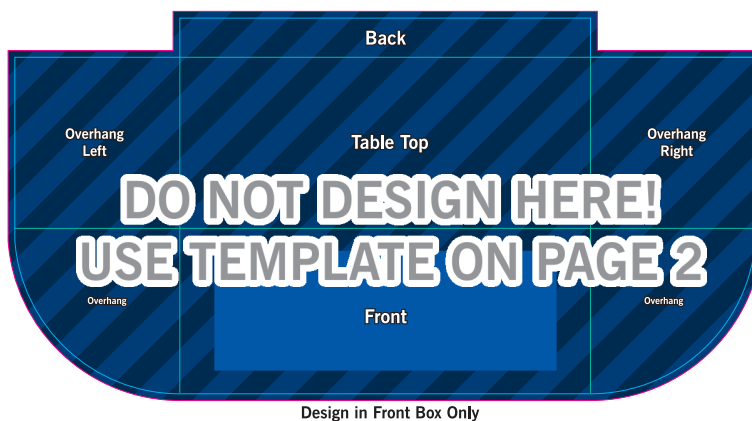 Back
Overhang
Left
Table Top
Overhang
Right
DO NOT DESIGN HERE!
USE TEMPLATE ON PAGE 2
Overhang
Front
Overhang
Design in Front Box Only